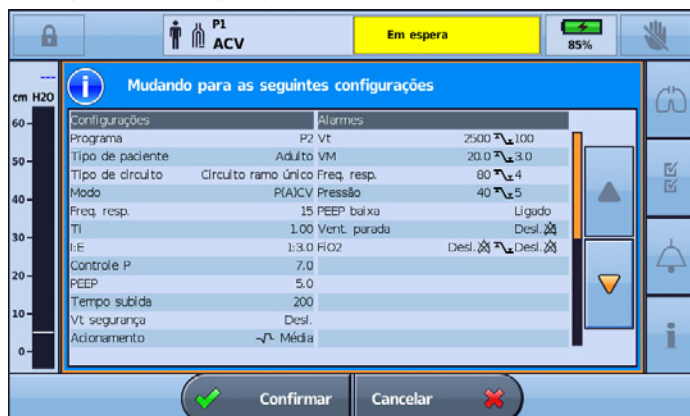 P1
ACV
Em espera
85%
---
cm H2O
60
50
40
30
20
10
0
Mudando para as seguintes configurações
Configurações Alarmes
Programa P2 Vt 2500 100
Tipo de paciente Adulto VM 20.0 3.0
Tipo de circuito Circuito ramo único Freq. resp. 80 4
Modo P(A)CV Pressão 40 5
Freq. resp. 15 PEEP baixa Ligado
Ti 1.00 Vent. parada Desl.
I:E 1:3.0 FiO2 Desl. Desl.
Controle P 7.0
PEEP 5.0
Tempo subida 200
Vt segurança Desl.
Acionamento Média
Confirmar Cancelar